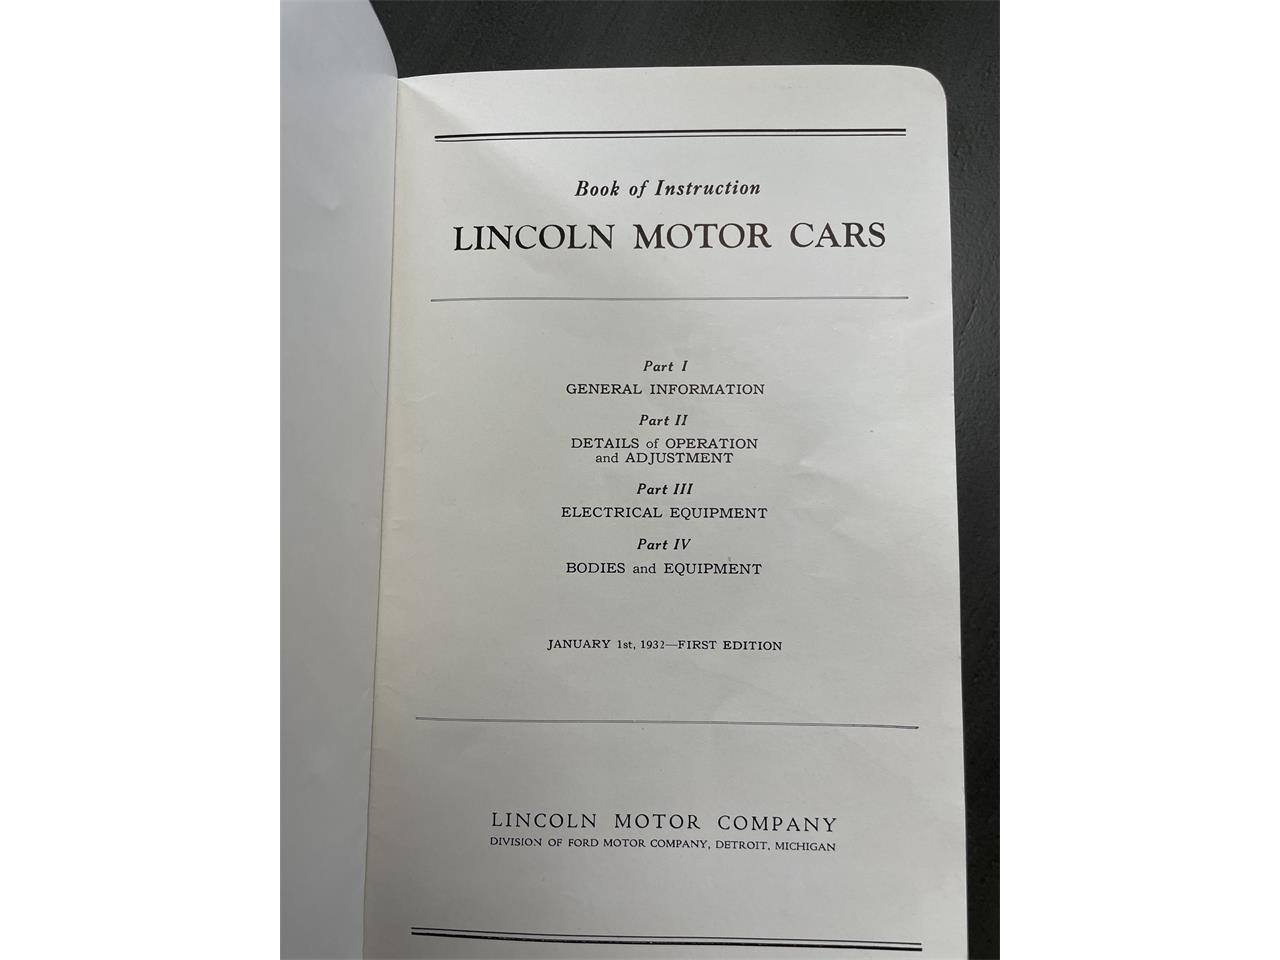 Book of Instruction
LINCOLN MOTOR CARS
Part I
GENERAL INFORMATION
Part II
DETAILS of OPERATION
and ADJUSTMENT
Part III
ELECTRICAL EQUIPMENT
Part IV
BODIES and EQUIPMENT
JANUARY 1st, 1932—FIRST EDITION
LINCOLN MOTOR COMPANY
DIVISION OF FORD MOTOR COMPANY, DETROIT, MICHIGAN